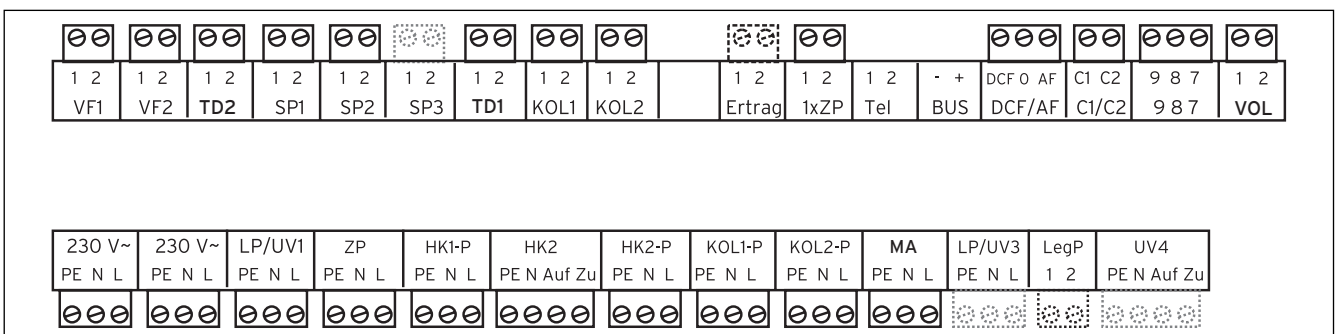 1 2 1 2 1 2 1 2 1 2 1 2 1 2 1 2 1 2 1 2 1 2 1 2 - + DCF O AF C1 C2 9 8 7 1 2
VF1 VF2 TD2 SP1 SP2 SP3 TD1 KOL1 KOL2 Ertrag 1xZP Tel BUS DCF/AF C1/C2 9 8 7 VOL
230 V~ 230 V~ LP/UV1 ZP HK1-P HK2 HK2-P KOL1-P KOL2-P MA LP/UV3 LegP UV4
PE N L PE N L PE N L PE N L PE N L PE N Auf Zu PE N L PE N L PE N L PE N L PE N L 1 2 PE N Auf Zu